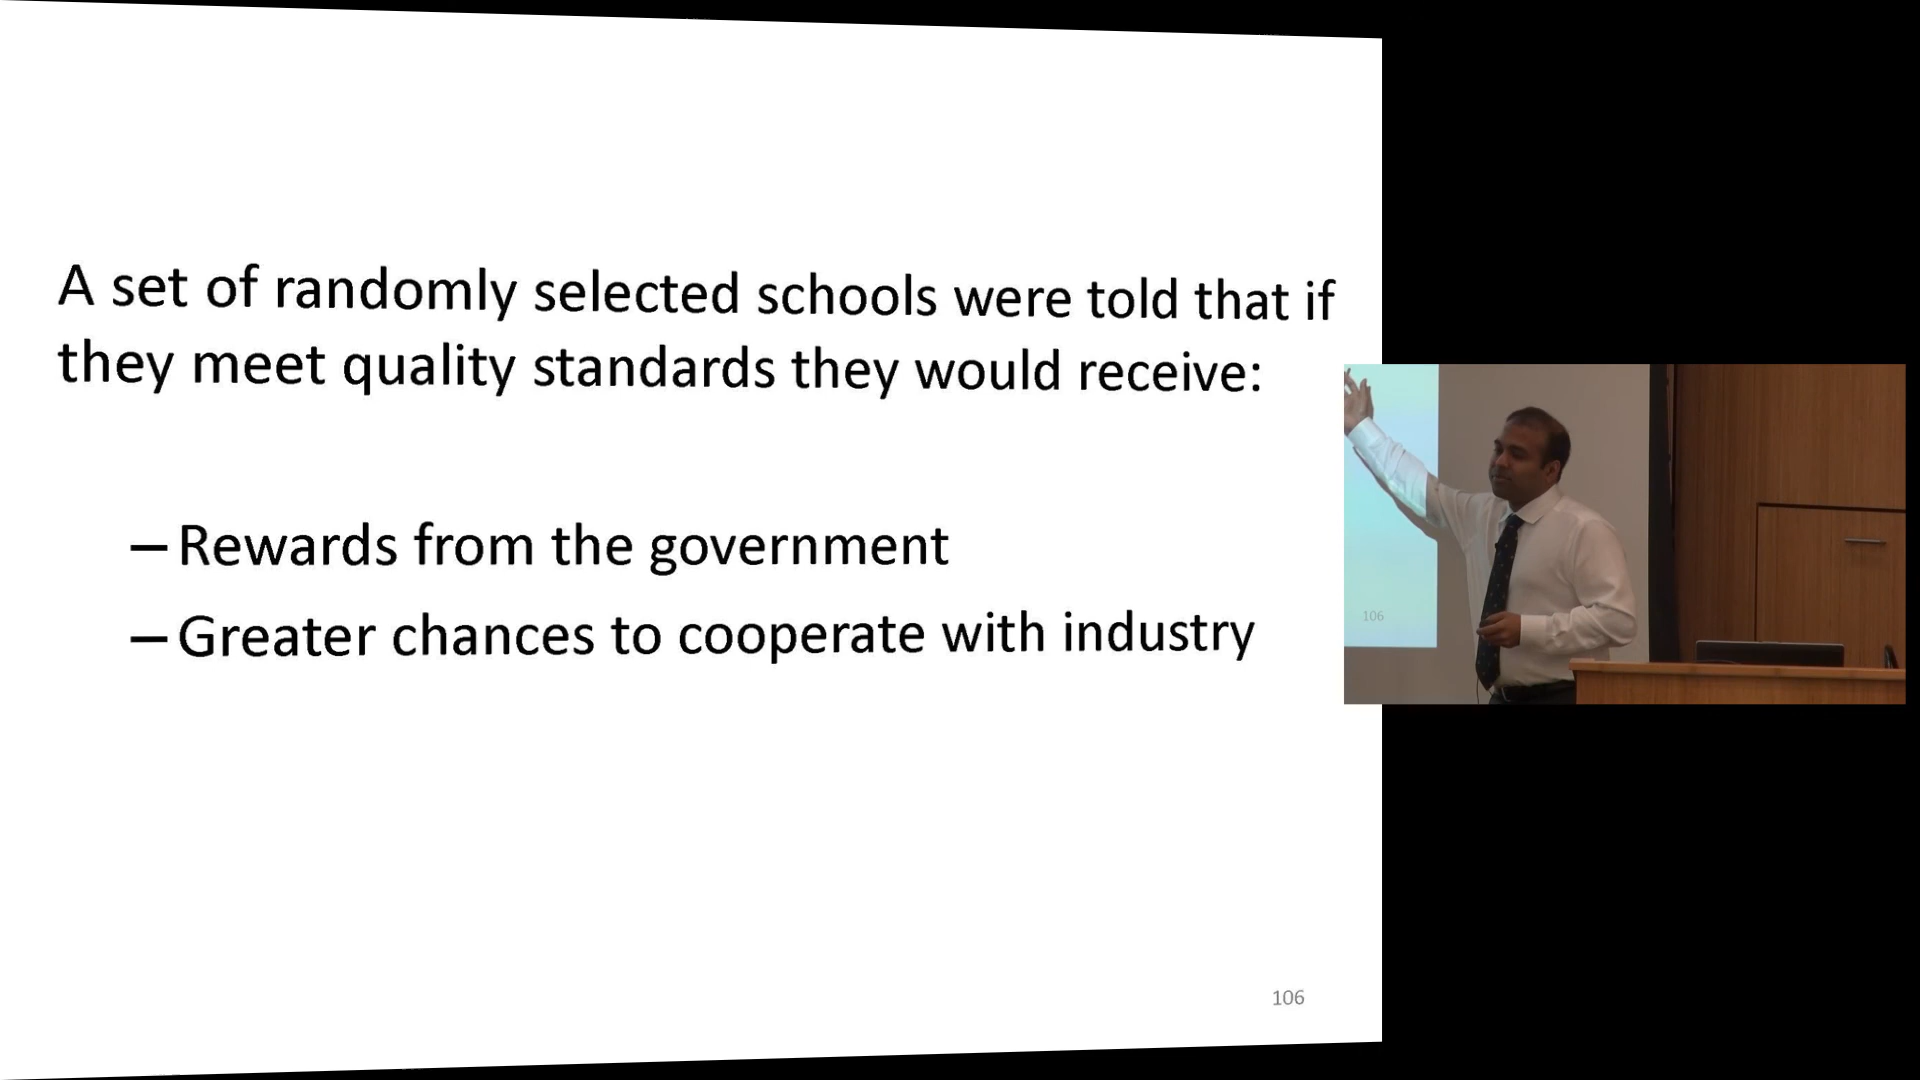 A set of randomly selected schools were told that if
they meet quality standards they would receive:
– Rewards from the government
– Greater chances to cooperate with industry
106
106